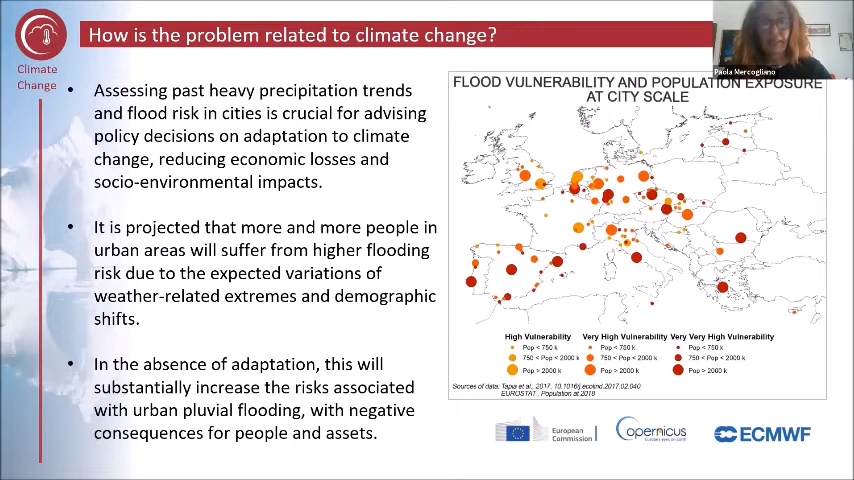 How is the problem related to climate change?
Paola Mercogliano
Climate
Change
• Assessing past heavy precipitation trends
and flood risk in cities is crucial for advising
policy decisions on adaptation to climate
change, reducing economic losses and
socio-environmental impacts.
• It is projected that more and more people in
urban areas will suffer from higher flooding
risk due to the expected variations of
weather-related extremes and demographic
shifts.
• In the absence of adaptation, this will
substantially increase the risks associated
with urban pluvial flooding, with negative
consequences for people and assets.
FLOOD VULNERABILITY AND POPULATION EXPOSURE
AT CITY SCALE
High Vulnerability Very High Vulnerability Very Very High Vulnerability
Pop < 750 k Pop < 750 k Pop < 750 k
750 < Pop < 2000 k 750 < Pop < 2000 k 750 < Pop < 2000 k
Pop > 2000 k Pop > 2000 k Pop > 2000 k
Sources of data: Tapia et al., 2017, 10.1016/j.ecolind.2017.02.040
EUROSTAT, Population at 2018
European
Commission
Copernicus
Europe's eyes on Earth
ECMWF